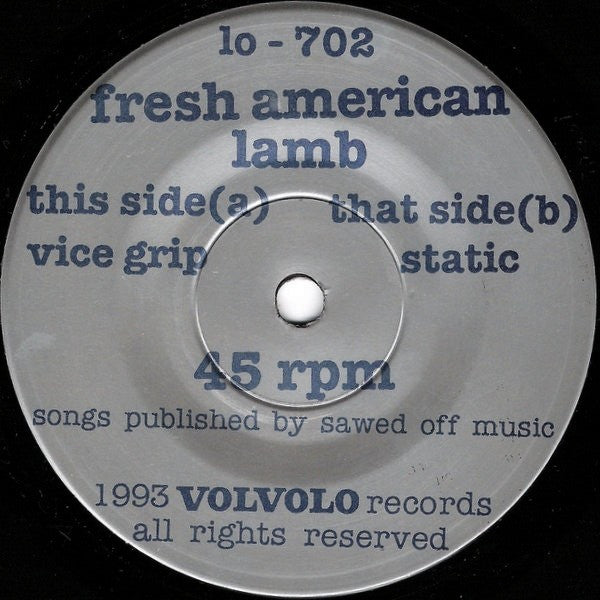 lo - 702
fresh american
lamb
this side(a) that side(b)
vice grip static
45 rpm
songs published by sawed off music
1993 VOLVOLO records
all rights reserved